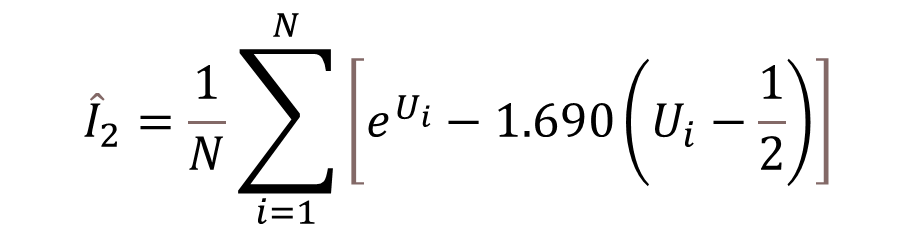 Î₂ = 1/N ∑_{i=1}^{N} [e^{U_i} − 1.690(U_i − 1/2)]